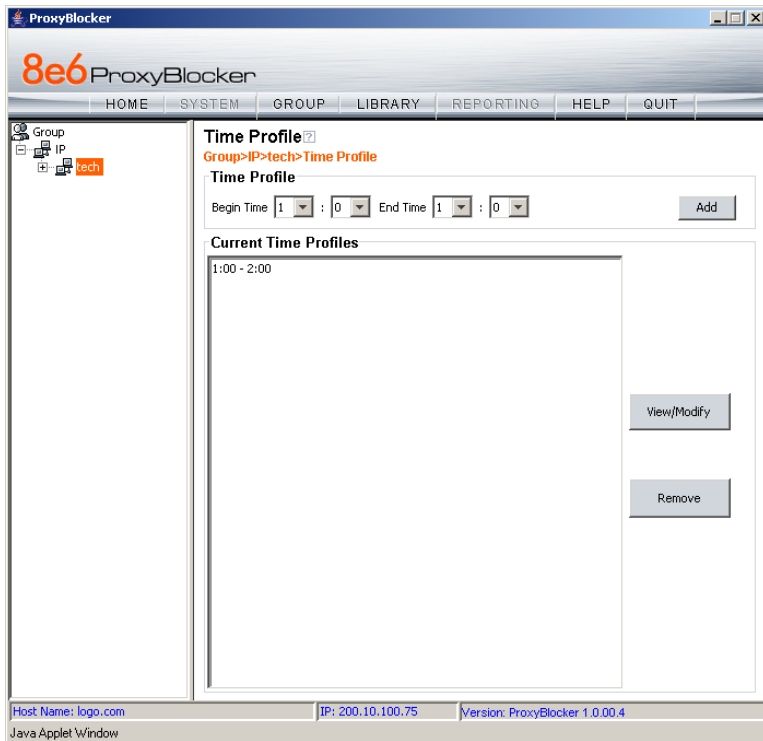 ProxyBlocker
8e6 ProxyBlocker
HOME SYSTEM GROUP LIBRARY REPORTING HELP QUIT
Group
IP
tech
Time Profile?
Group>IP>tech>Time Profile
Time Profile
Begin Time 1 : 0 End Time 1 : 0 Add
Current Time Profiles
1:00 - 2:00
View/Modify
Remove
Host Name: logo.com IP: 200.10.100.75 Version: ProxyBlocker 1.0.00.4
Java Applet Window